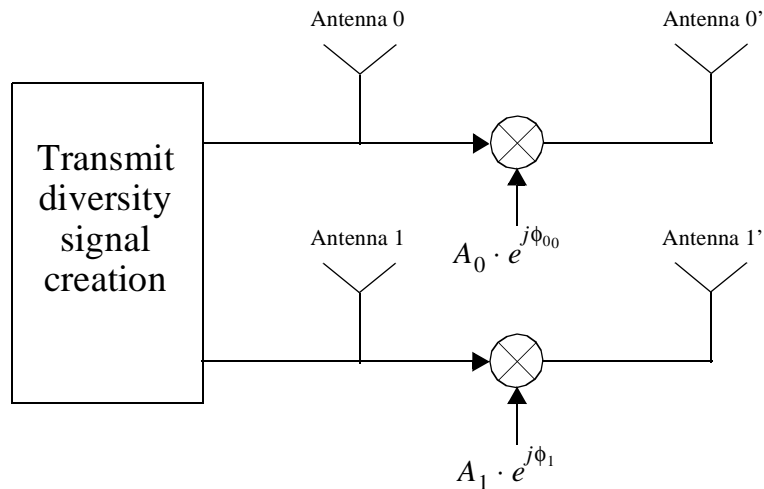 Antenna 0
Antenna 0’
Transmit
diversity
signal
creation
A₀ · e^{jϕ₀₀}
Antenna 1
Antenna 1’
A₁ · e^{jϕ₁}